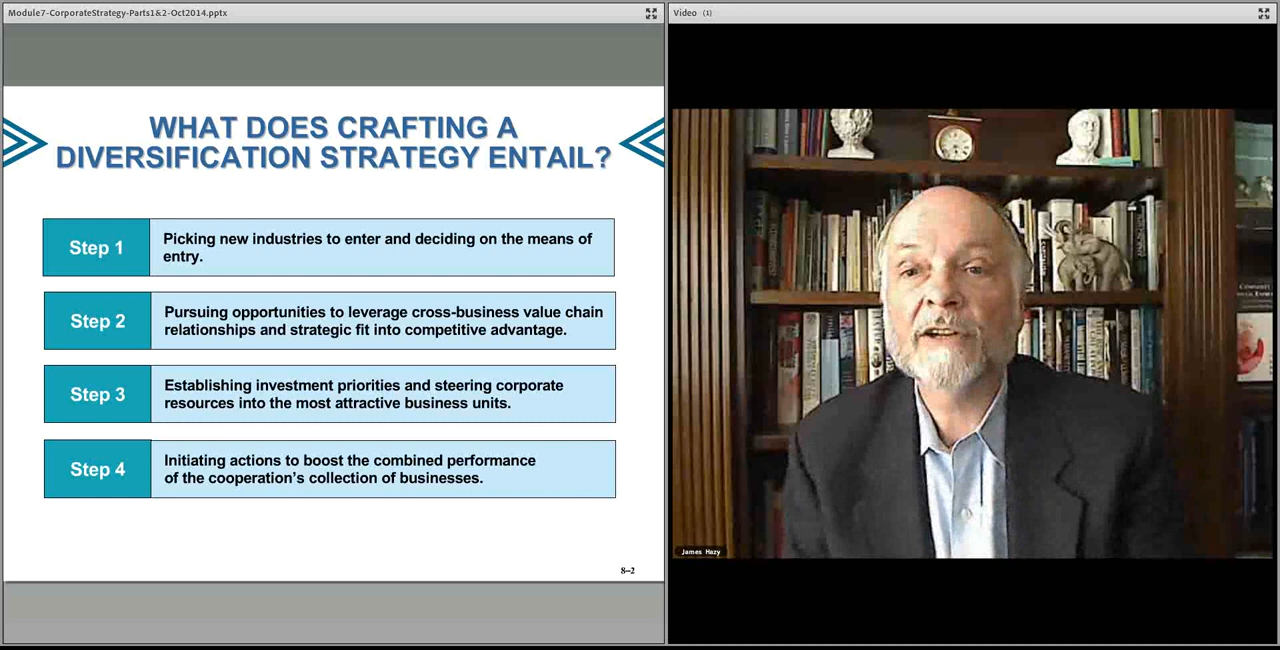 Module7-CorporateStrategy-Parts1&2-Oct2014.pptx
Video (1)
WHAT DOES CRAFTING A
DIVERSIFICATION STRATEGY ENTAIL?
Step 1
Picking new industries to enter and deciding on the means of
entry.
Step 2
Pursuing opportunities to leverage cross-business value chain
relationships and strategic fit into competitive advantage.
Step 3
Establishing investment priorities and steering corporate
resources into the most attractive business units.
Step 4
Initiating actions to boost the combined performance
of the cooperation’s collection of businesses.
8–2
James Hazy